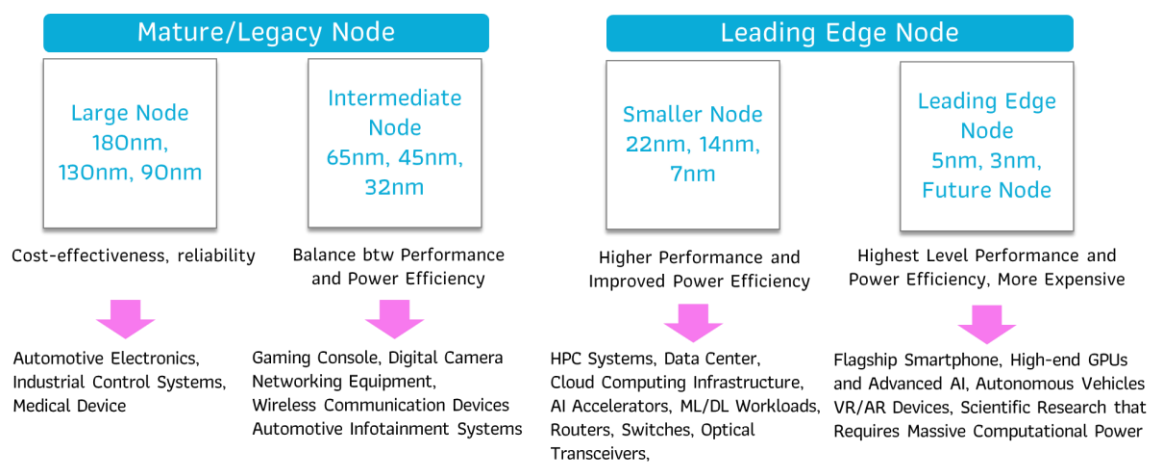 Mature/Legacy Node
Leading Edge Node
Large Node
180nm,
130nm, 90nm
Intermediate
Node
65nm, 45nm,
32nm
Smaller Node
22nm, 14nm,
7nm
Leading Edge
Node
5nm, 3nm,
Future Node
Cost-effectiveness, reliability
Balance btw Performance
and Power Efficiency
Higher Performance and
Improved Power Efficiency
Highest Level Performance and
Power Efficiency, More Expensive
Automotive Electronics,
Industrial Control Systems,
Medical Device
Gaming Console, Digital Camera
Networking Equipment,
Wireless Communication Devices
Automotive Infotainment Systems
HPC Systems, Data Center,
Cloud Computing Infrastructure,
AI Accelerators, ML/DL Workloads,
Routers, Switches, Optical
Transceivers,
Flagship Smartphone, High-end GPUs
and Advanced AI, Autonomous Vehicles
VR/AR Devices, Scientific Research that
Requires Massive Computational Power